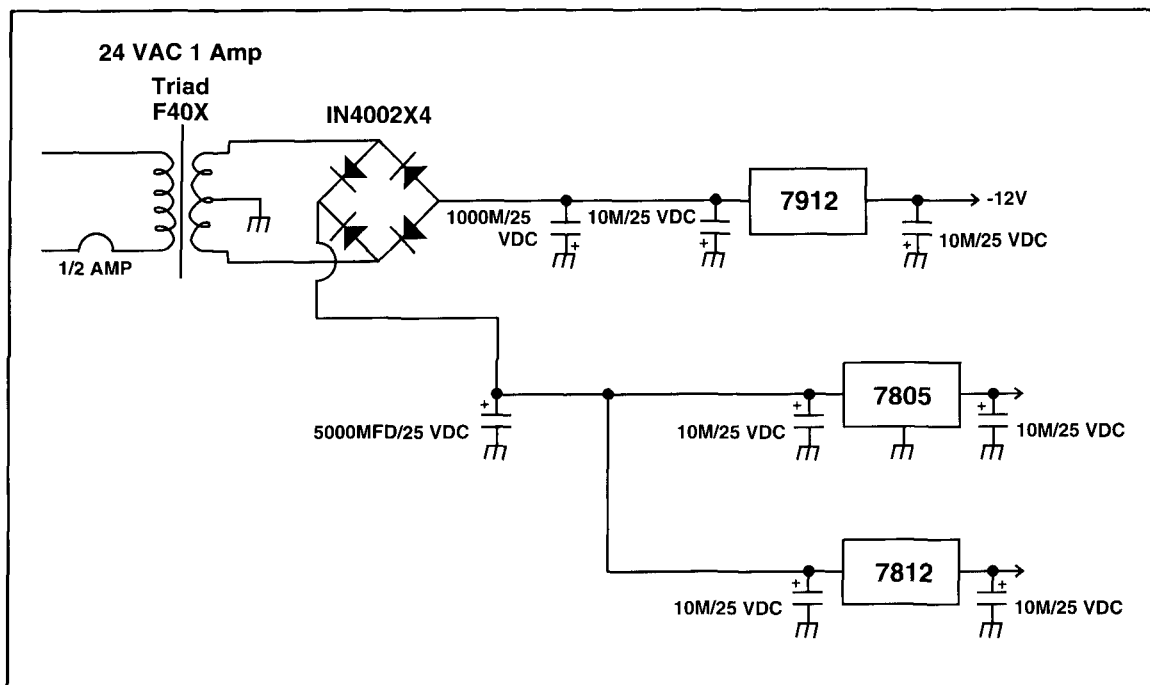 24 VAC 1 Amp
Triad
F40X
IN4002X4
1/2 AMP
1000M/25
VDC
+
10M/25 VDC
+
7912
-12V
10M/25 VDC
+
+
5000MFD/25 VDC
+
10M/25 VDC
7805
+
10M/25 VDC
+
10M/25 VDC
7812
+
10M/25 VDC